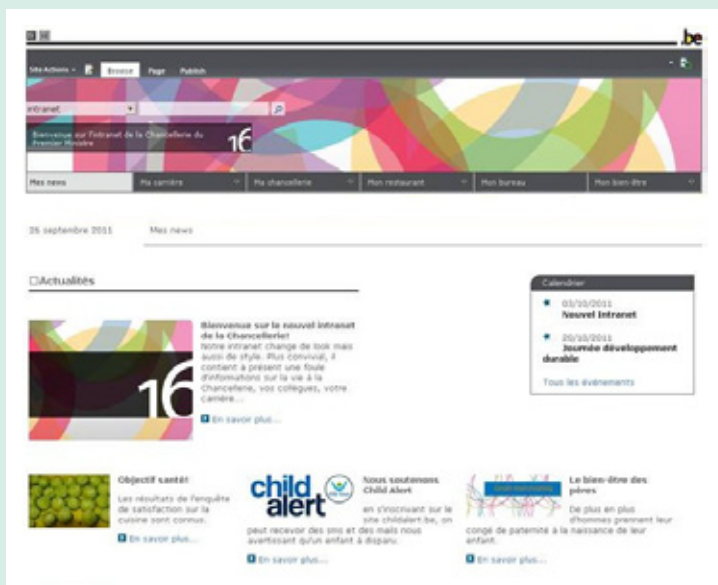 .be
Site Actions
Browse
Page
Publish
intranet
Bienvenue sur l'intranet de la Chancellerie du
Premier Ministre
16
Mes news
Ma carrière
Ma chancellerie
Mon restaurant
Mon bureau
Mon bien être
26 septembre 2011
Mes news
Actualités
Bienvenue sur le nouvel intranet
de la Chancellerie!
Notre intranet change de look mais
aussi de style. Plus convivial, il
contient à présent une foule
d'informations sur la vie à la
Chancellerie, vos collègues, votre
carrière...
En savoir plus...
16
Calendrier
03/10/2011
Nouvel Intranet
20/10/2011
Journée développement
durable
Tous les événements
Objectif santé!
Les résultats de l'enquête
de satisfaction sur la
cuisine sont connus.
En savoir plus...
child
alert
Nous soutenons
Child Alert
en s'inscrivant sur le
site childalert.be, on
peut recevoir des sms et des mails nous
avertissant qu'un enfant à disparu.
En savoir plus...
Le bien-être des
pères
De plus en plus
d'hommes prennent leur
congé de paternité à la naissance de leur
enfant.
En savoir plus...